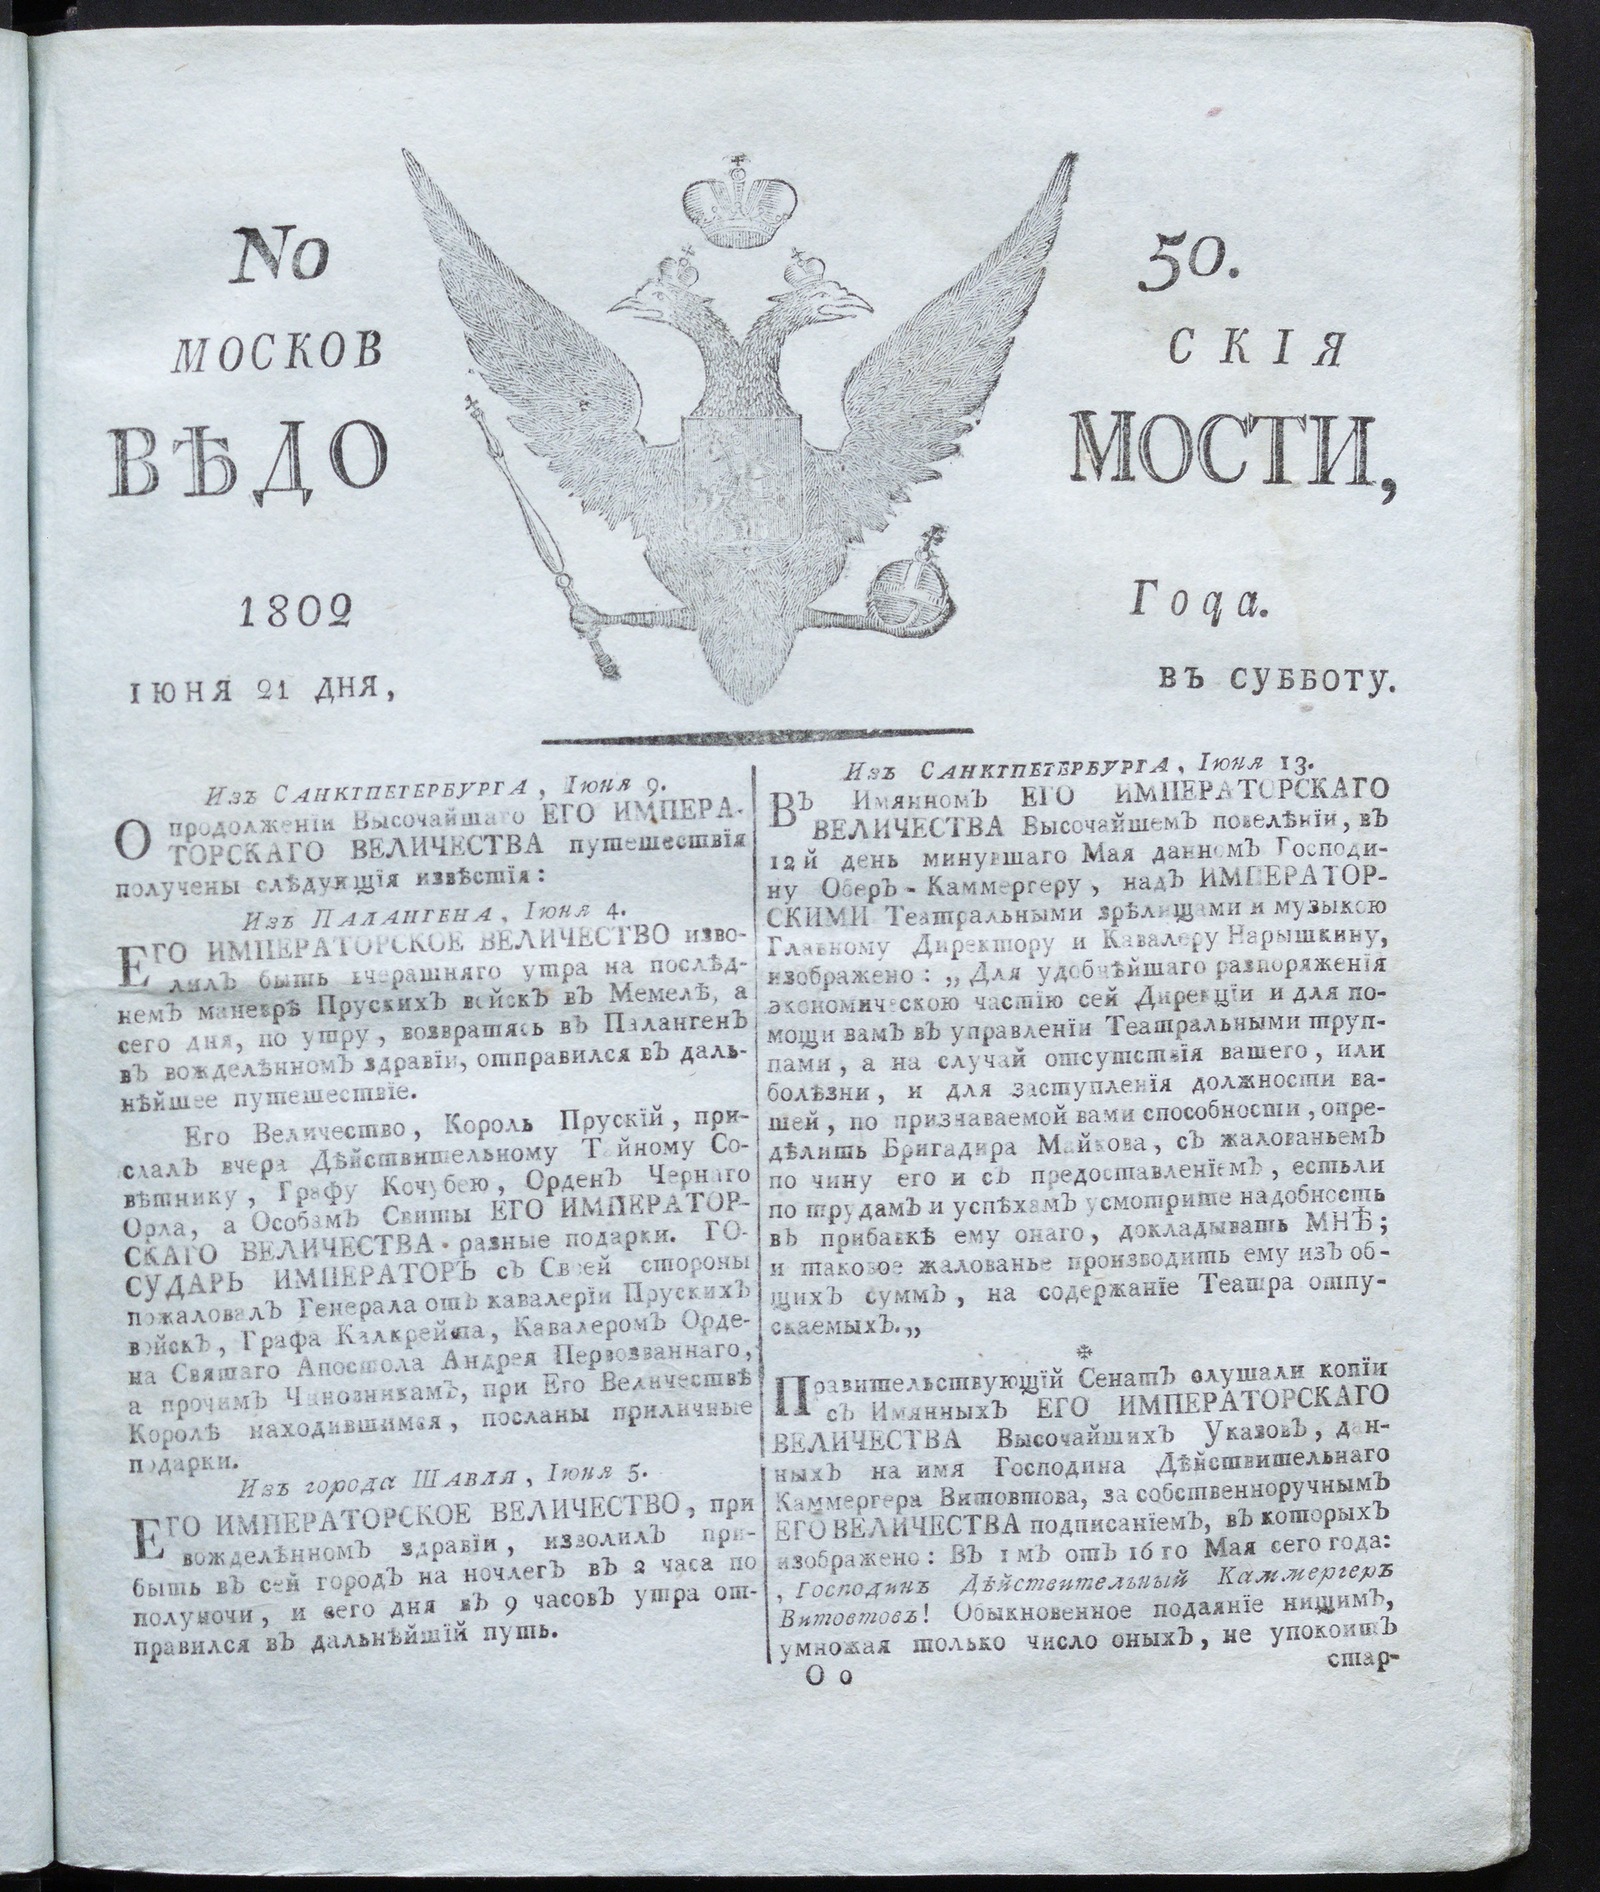 No 50.
МОСКОВ СКІЯ
ВѢДО МОСТИ,
1802 Года.
ІЮНЯ 21 ДНЯ, ВЪ СУББОТУ.
Изъ САНКТПЕТЕРБУРГА, Іюня 9.
О продолженіи Высочайшаго ЕГО ИМПЕРА-
ТОРСКАГО ВЕЛИЧЕСТВА путешествія
получены слѣдующія извѣстія:
Изъ ПАЛАНГЕНА, Іюня 4.
ЕГО ИМПЕРАТОРСКОЕ ВЕЛИЧЕСТВО изво-
лилъ быть вчерашняго утра на послѣд-
немъ маневрѣ Прускихъ войскъ въ Мемелѣ, а
сего дня, по утру, возвратясь въ Палангенъ
въ вожделѣнномъ здравіи, отправился въ даль-
нѣйшее путешествіе.
Его Величество, Король Прускій, при-
слалъ вчера Дѣйствительному Тайному Со-
вѣтнику, Графу Кочубею, Орденъ Чернаго
Орла, а Особамъ Свиты ЕГО ИМПЕРАТОР-
СКАГО ВЕЛИЧЕСТВА разные подарки. ГО-
СУДАРЬ ИМПЕРАТОРЪ съ Своей стороны
пожаловалъ Генерала отъ кавалеріи Прускихъ
войскъ, Графа Калкрейта, Кавалеромъ Орде-
на Святаго Апостола Андрея Первозваннаго,
а прочимъ Чиновникамъ, при Его Величествѣ
Королѣ находившимся, посланы приличные
подарки.
Изъ города ШАВЛЯ, Іюня 5.
ЕГО ИМПЕРАТОРСКОЕ ВЕЛИЧЕСТВО, при
вожделѣнномъ здравіи, изволилъ при-
быть въ сей городъ на ночлегъ въ 2 часа по
полуночи, и сего дня въ 9 часовъ утра от-
правился въ дальнѣйшій путь.
Изъ САНКТПЕТЕРБУРГА, Іюня 13.
Въ Имянномъ ЕГО ИМПЕРАТОРСКАГО
ВЕЛИЧЕСТВА Высочайшемъ повелѣніи, въ
12й день минувшаго Мая данномъ Господи-
ну Оберъ-Каммергеру, надъ ИМПЕРАТОР-
СКИМИ Театральными зрѣлищами и музыкою
Главному Директору и Кавалеру Нарышкину,
изображено: „Для удобнѣйшаго разпоряженія
экономическою частію сей Дирекціи и для по-
мощи вамъ въ управленіи Театральными труп-
пами, а на случай отсутствія вашего, или
болѣзни, и для заступленія должности ва-
шей, по признаваемой вами способности, опре-
дѣлить Бригадира Майкова, съ жалованьемъ
по чину его и съ предоставленіемъ, естьли
по трудамъ и успѣхамъ усмотрите надобность
въ прибавкѣ ему онаго, докладывать МНѢ;
и таковое жалованье производить ему изъ об-
щихъ суммъ, на содержаніе Театра отпу-
скаемыхъ.„
Правительствующій Сенатъ слушали копіи
съ Имянныхъ ЕГО ИМПЕРАТОРСКАГО
ВЕЛИЧЕСТВА Высочайшихъ Указовъ, дан-
ныхъ на имя Господина Дѣйствительнаго
Каммергера Витовтова, за собственноручнымъ
ЕГО ВЕЛИЧЕСТВА подписаніемъ, въ которыхъ
изображено: Въ 1мъ отъ 16го Мая сего года:
‚Господинъ Дѣйствительный Каммергеръ
Витовтовъ! Обыкновенное подаяніе нищимъ,
умножая только число оныхъ, не упокоитъ
О о стар-